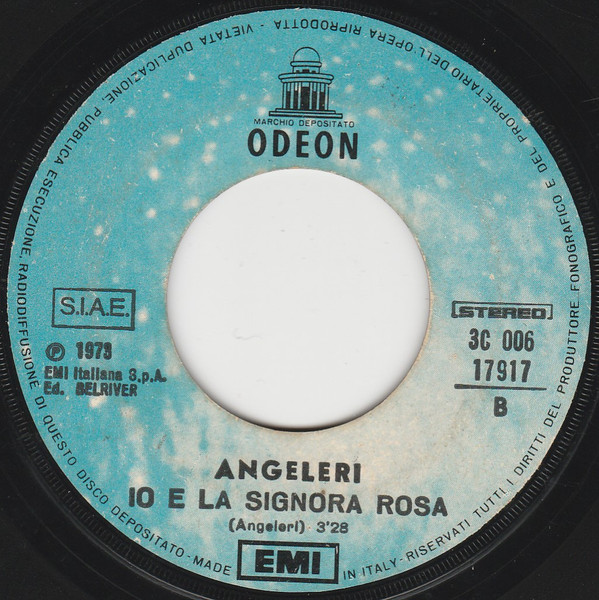 MARCHIO DEPOSITATO
ODEON
S.I.A.E.
STEREO
3C 006
17917
B
Ⓟ 1973
EMI Italiana S.p.A.
Ed. BELRIVER
ANGELERI
IO E LA SIGNORA ROSA
(Angeleri) 3'28
EMI
MADE IN ITALY - RISERVATI TUTTI I DIRITTI DEL PRODUTTORE FONOGRAFICO E DEL PROPRIETARIO DELL'OPERA RIPRODOTTA - VIETATA DUPLICAZIONE, PUBBLICA ESECUZIONE, RADIODIFFUSIONE DI QUESTO DISCO DEPOSITATO -